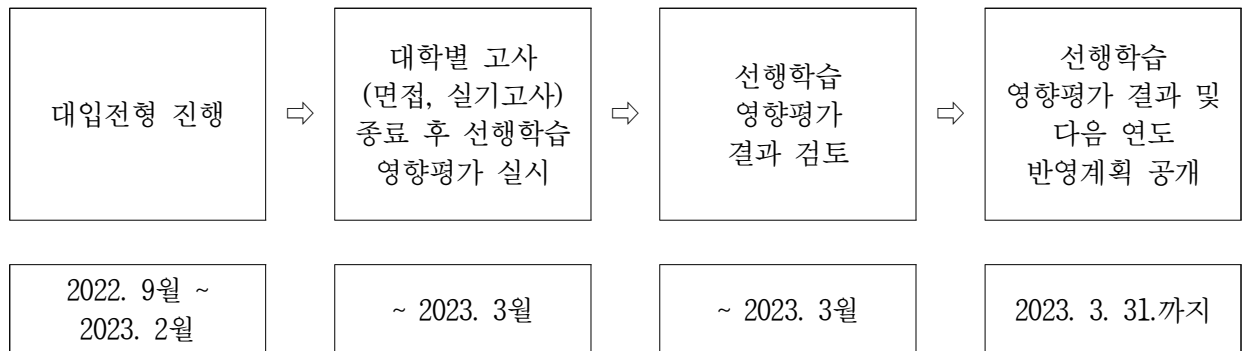 대입전형 진행
⇨
대학별 고사
(면접, 실기고사)
종료 후 선행학습
영향평가 실시
⇨
선행학습
영향평가
결과 검토
⇨
선행학습
영향평가 결과 및
다음 연도
반영계획 공개
2022. 9월 ~
2023. 2월
~ 2023. 3월
~ 2023. 3월
2023. 3. 31.까지